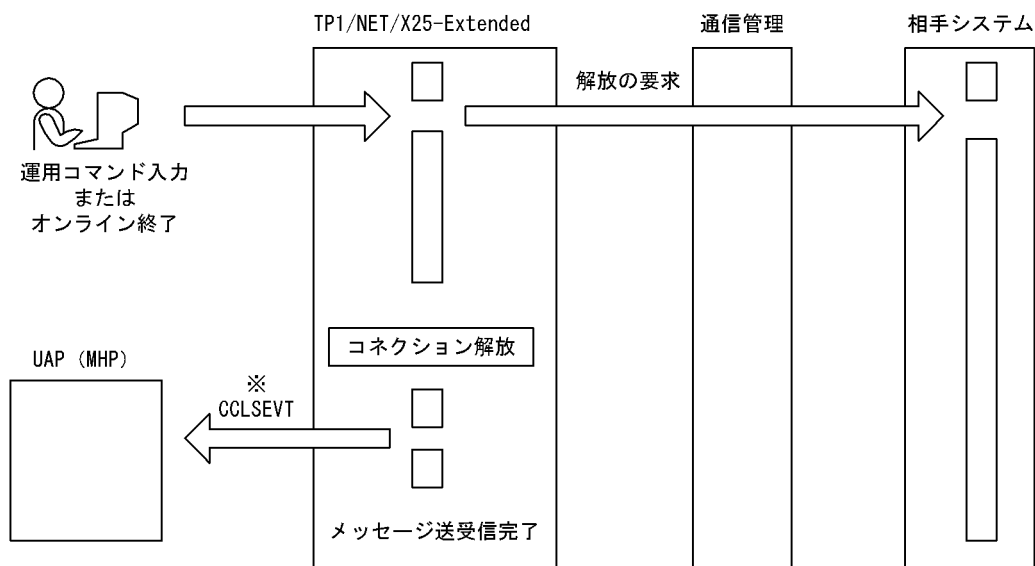 TP1/NET/X25-Extended
通信管理
相手システム
解放の要求
運用コマンド入力
または
オンライン終了
コネクション解放
UAP (MHP)
※
CCLSEVT
メッセージ送受信完了